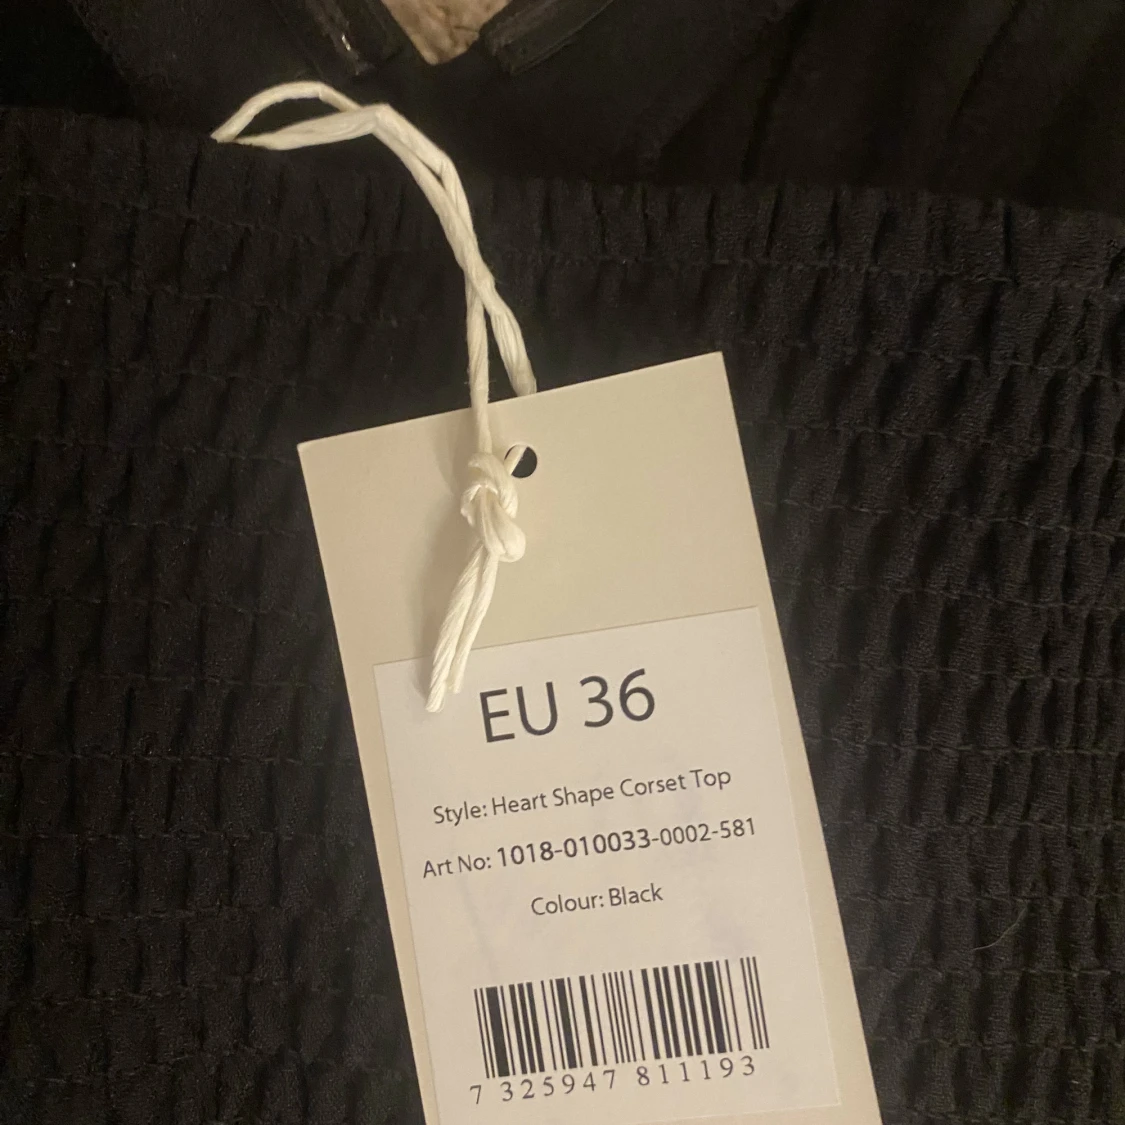 EU 36
Style: Heart Shape Corset Top
Art No: 1018-010033-0002-581
Colour: Black
7 325947 811193